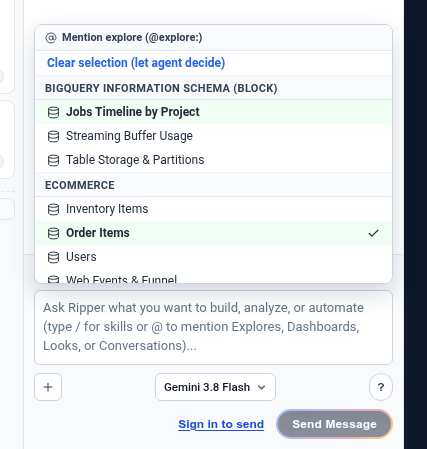 Mention explore (@explore:)
Clear selection (let agent decide)
BIGQUERY INFORMATION SCHEMA (BLOCK)
Jobs Timeline by Project
Streaming Buffer Usage
Table Storage & Partitions
ECOMMERCE
Inventory Items
Order Items
Users
Web Events & Funnel
Ask Ripper what you want to build, analyze, or automate
(type / for skills or @ to mention Explores, Dashboards,
Looks, or Conversations)...
Gemini 3.8 Flash
?
Sign in to send
Send Message